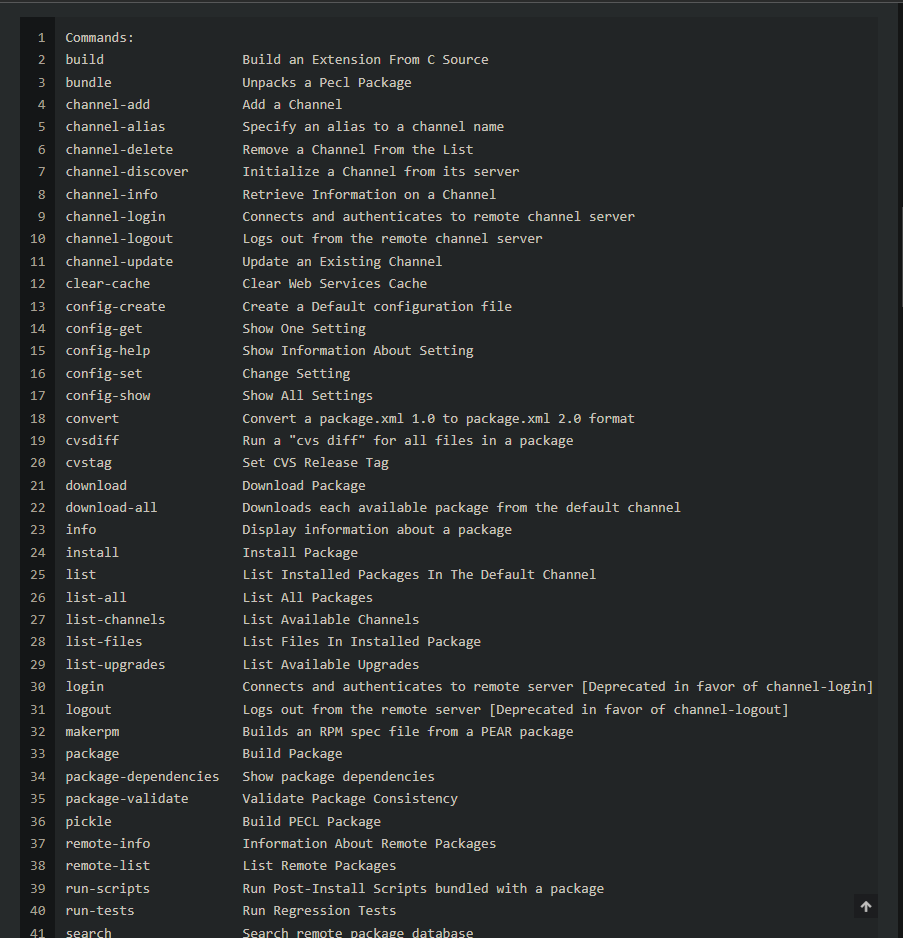 1 Commands:
2 build Build an Extension From C Source
3 bundle Unpacks a Pecl Package
4 channel-add Add a Channel
5 channel-alias Specify an alias to a channel name
6 channel-delete Remove a Channel From the List
7 channel-discover Initialize a Channel from its server
8 channel-info Retrieve Information on a Channel
9 channel-login Connects and authenticates to remote channel server
10 channel-logout Logs out from the remote channel server
11 channel-update Update an Existing Channel
12 clear-cache Clear Web Services Cache
13 config-create Create a Default configuration file
14 config-get Show One Setting
15 config-help Show Information About Setting
16 config-set Change Setting
17 config-show Show All Settings
18 convert Convert a package.xml 1.0 to package.xml 2.0 format
19 cvsdiff Run a "cvs diff" for all files in a package
20 cvstag Set CVS Release Tag
21 download Download Package
22 download-all Downloads each available package from the default channel
23 info Display information about a package
24 install Install Package
25 list List Installed Packages In The Default Channel
26 list-all List All Packages
27 list-channels List Available Channels
28 list-files List Files In Installed Package
29 list-upgrades List Available Upgrades
30 login Connects and authenticates to remote server [Deprecated in favor of channel-login]
31 logout Logs out from the remote server [Deprecated in favor of channel-logout]
32 makerpm Builds an RPM spec file from a PEAR package
33 package Build Package
34 package-dependencies Show package dependencies
35 package-validate Validate Package Consistency
36 pickle Build PECL Package
37 remote-info Information About Remote Packages
38 remote-list List Remote Packages
39 run-scripts Run Post-Install Scripts bundled with a package
40 run-tests Run Regression Tests
41 search Search remote package database